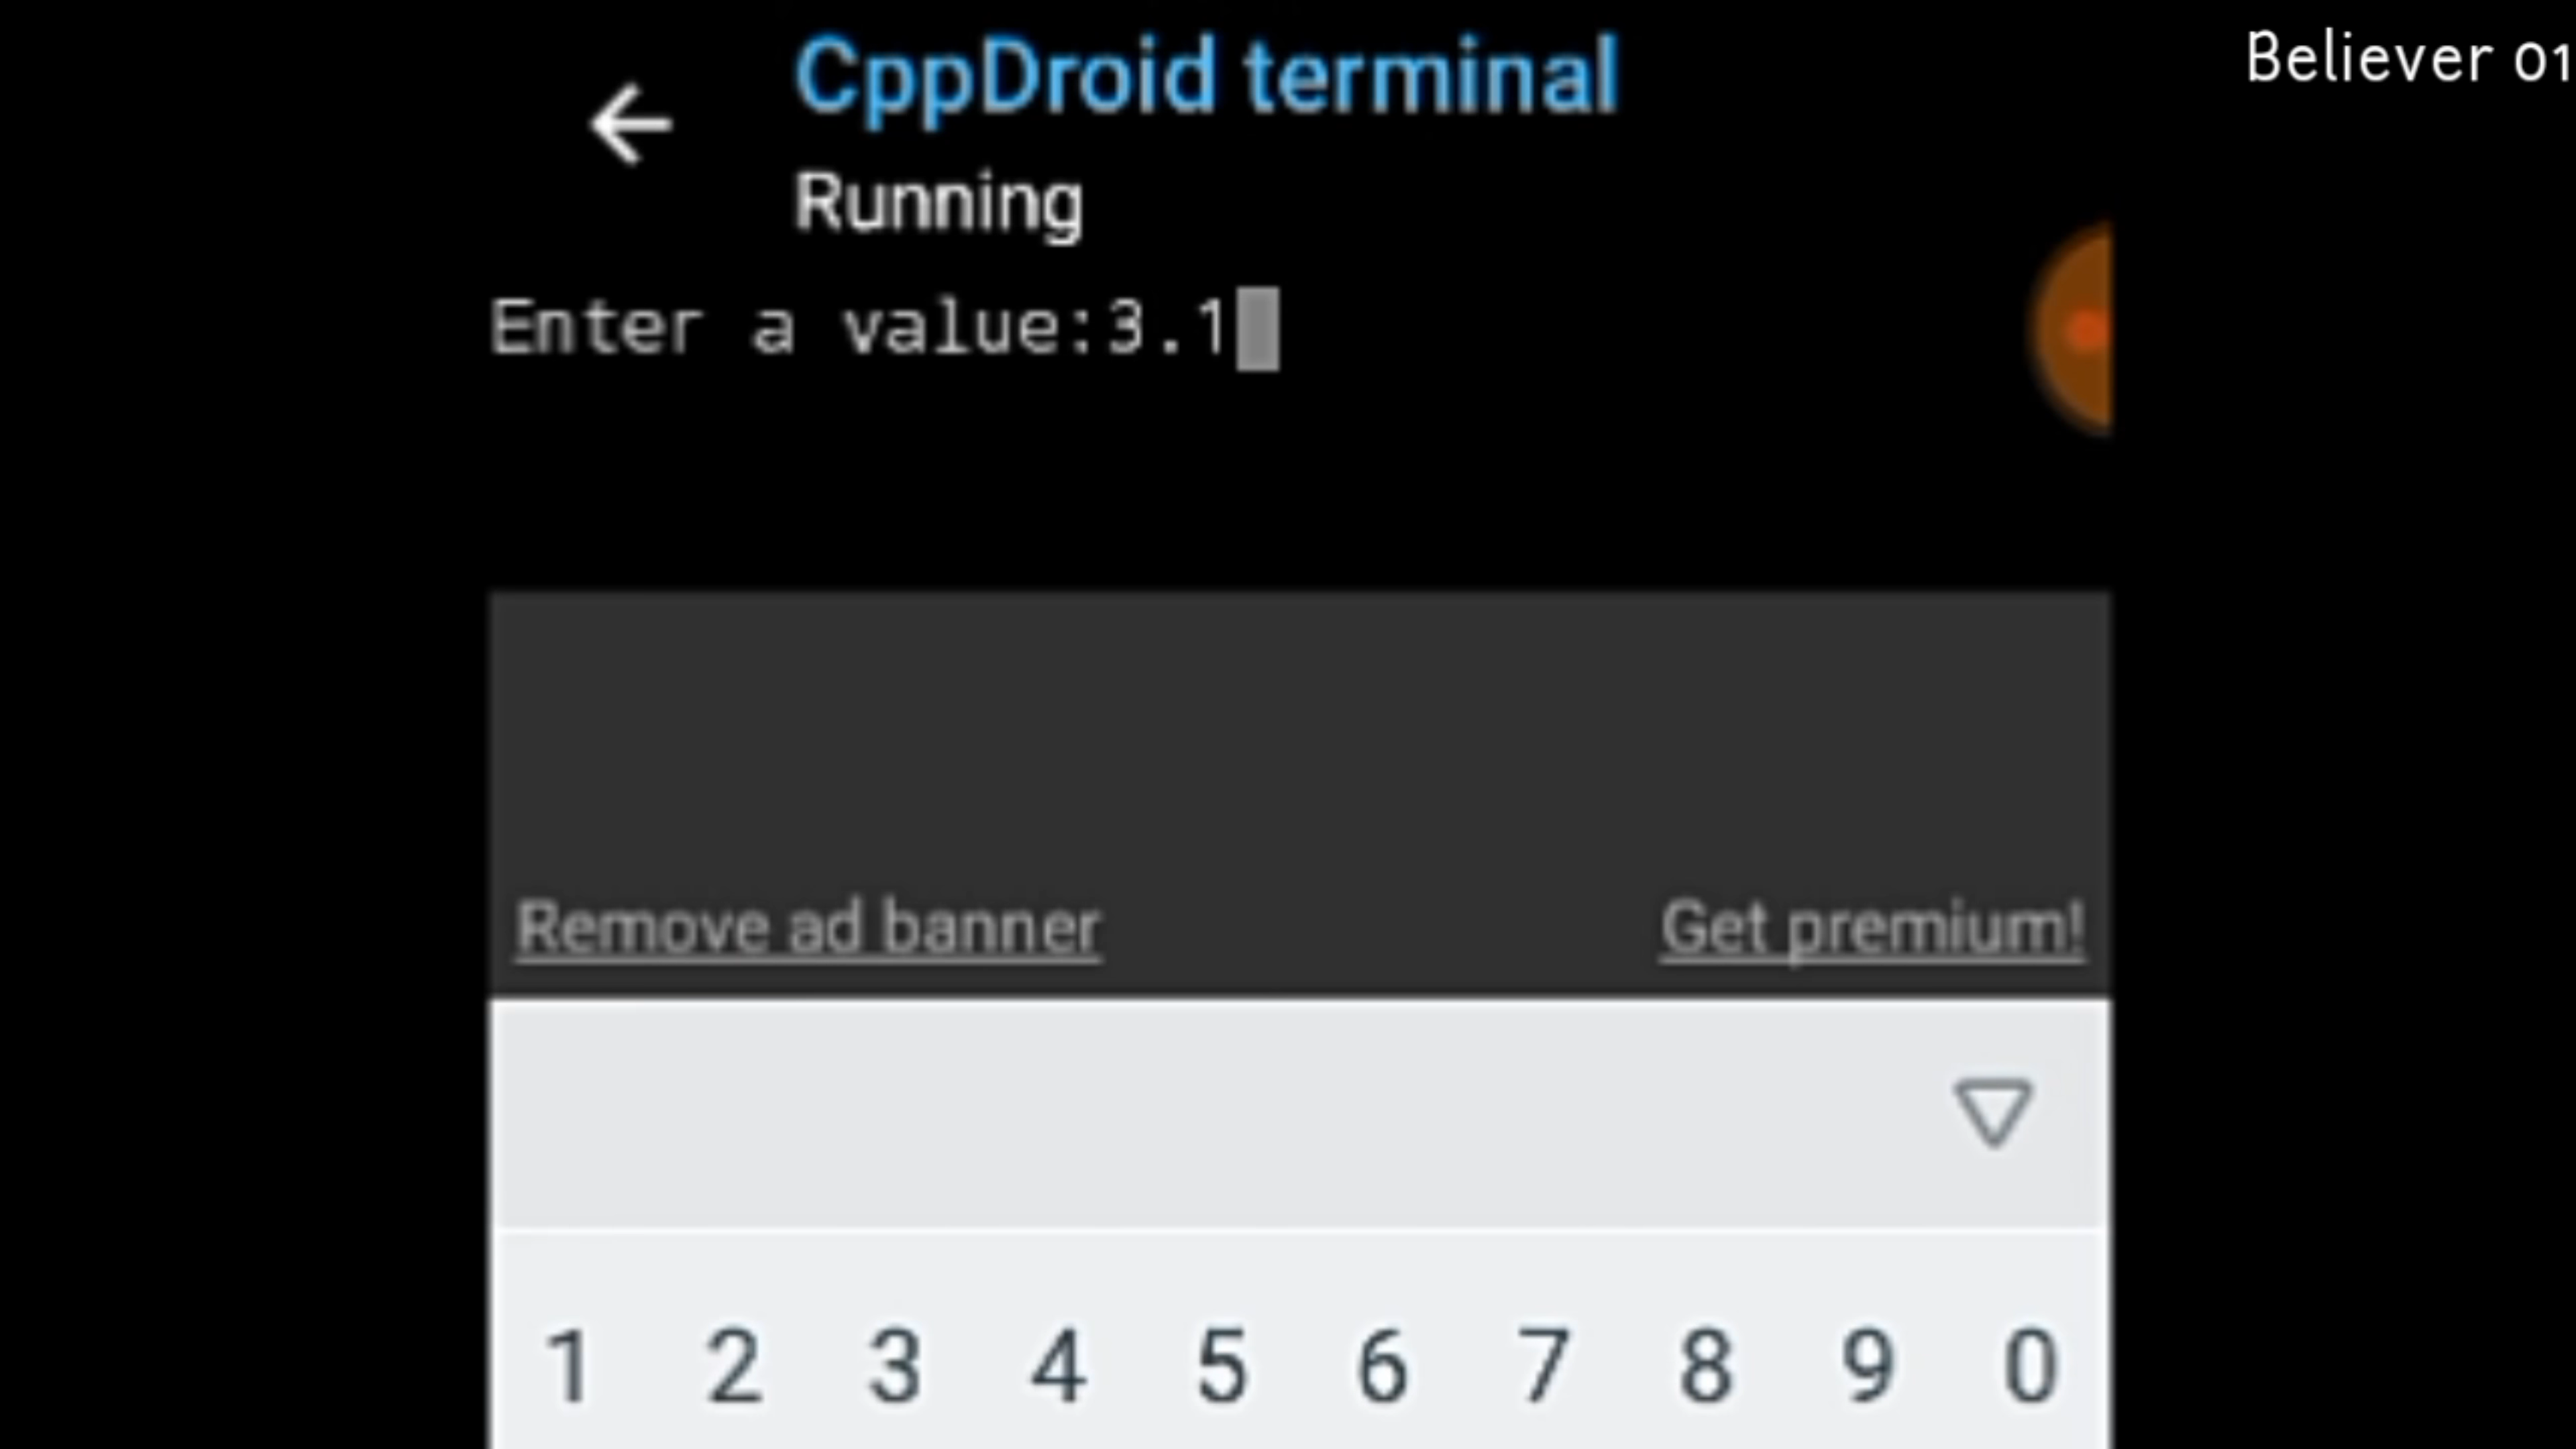 CppDroid terminal
Believer 01
Running
Enter a value:3.1
Remove ad banner
Get premium!
1 2 3 4 5 6 7 8 9 0